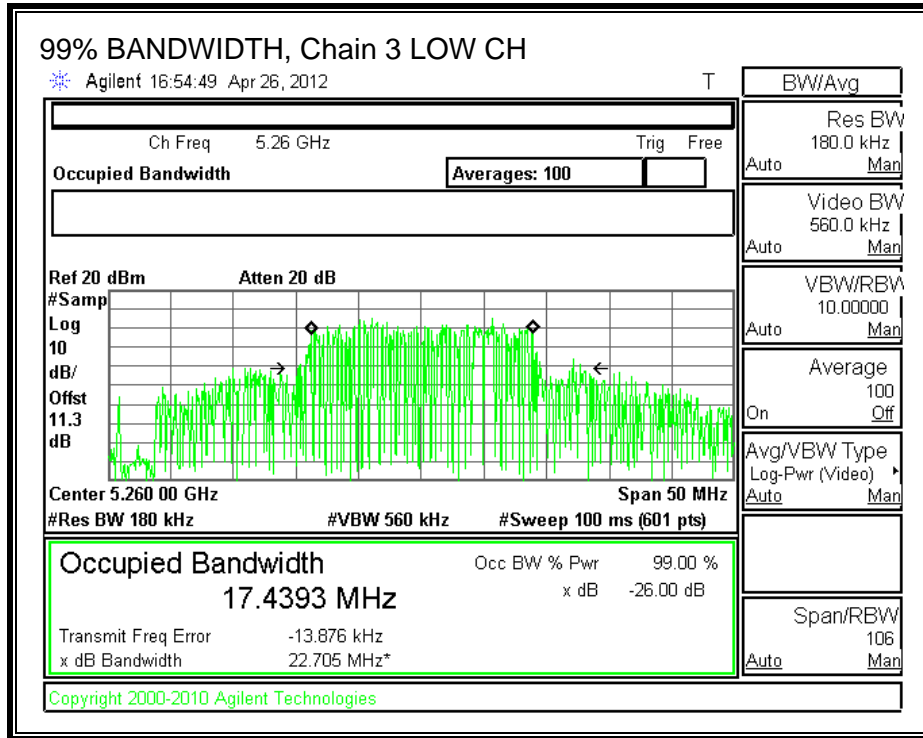 99% BANDWIDTH, Chain 3 LOW CH
Agilent 16:54:49 Apr 26, 2012 T
Ch Freq 5.26 GHz Trig Free
Occupied Bandwidth Averages: 100
Ref 20 dBm Atten 20 dB
#Samp
Log
10
dB/
Offst
11.3
dB
Center 5.260 00 GHz Span 50 MHz
#Res BW 180 kHz #VBW 560 kHz #Sweep 100 ms (601 pts)
Occupied Bandwidth Occ BW % Pwr 99.00 %
17.4393 MHz x dB -26.00 dB
Transmit Freq Error -13.876 kHz
x dB Bandwidth 22.705 MHz*
Copyright 2000-2010 Agilent Technologies
BW/Avg
Res BW
180.0 kHz
Auto Man
Video BW
560.0 kHz
Auto Man
VBW/RBW
10.00000
Auto Man
Average
100
On Off
Avg/VBW Type
Log-Pwr (Video)
Auto Man
Span/RBW
106
Auto Man